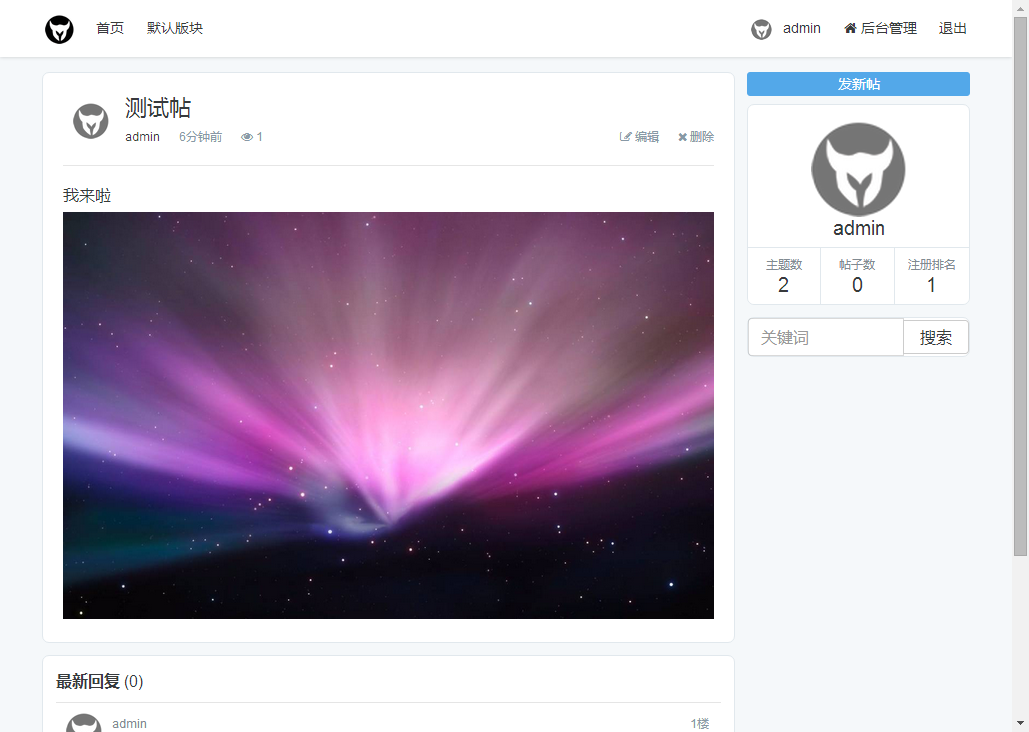 首页 默认版块 admin 后台管理 退出
测试帖
admin 6分钟前 1 编辑 删除
我来啦
最新回复 (0)
admin 1楼
发新帖
admin
主题数 帖子数 注册排名
2 0 1
关键词 搜索